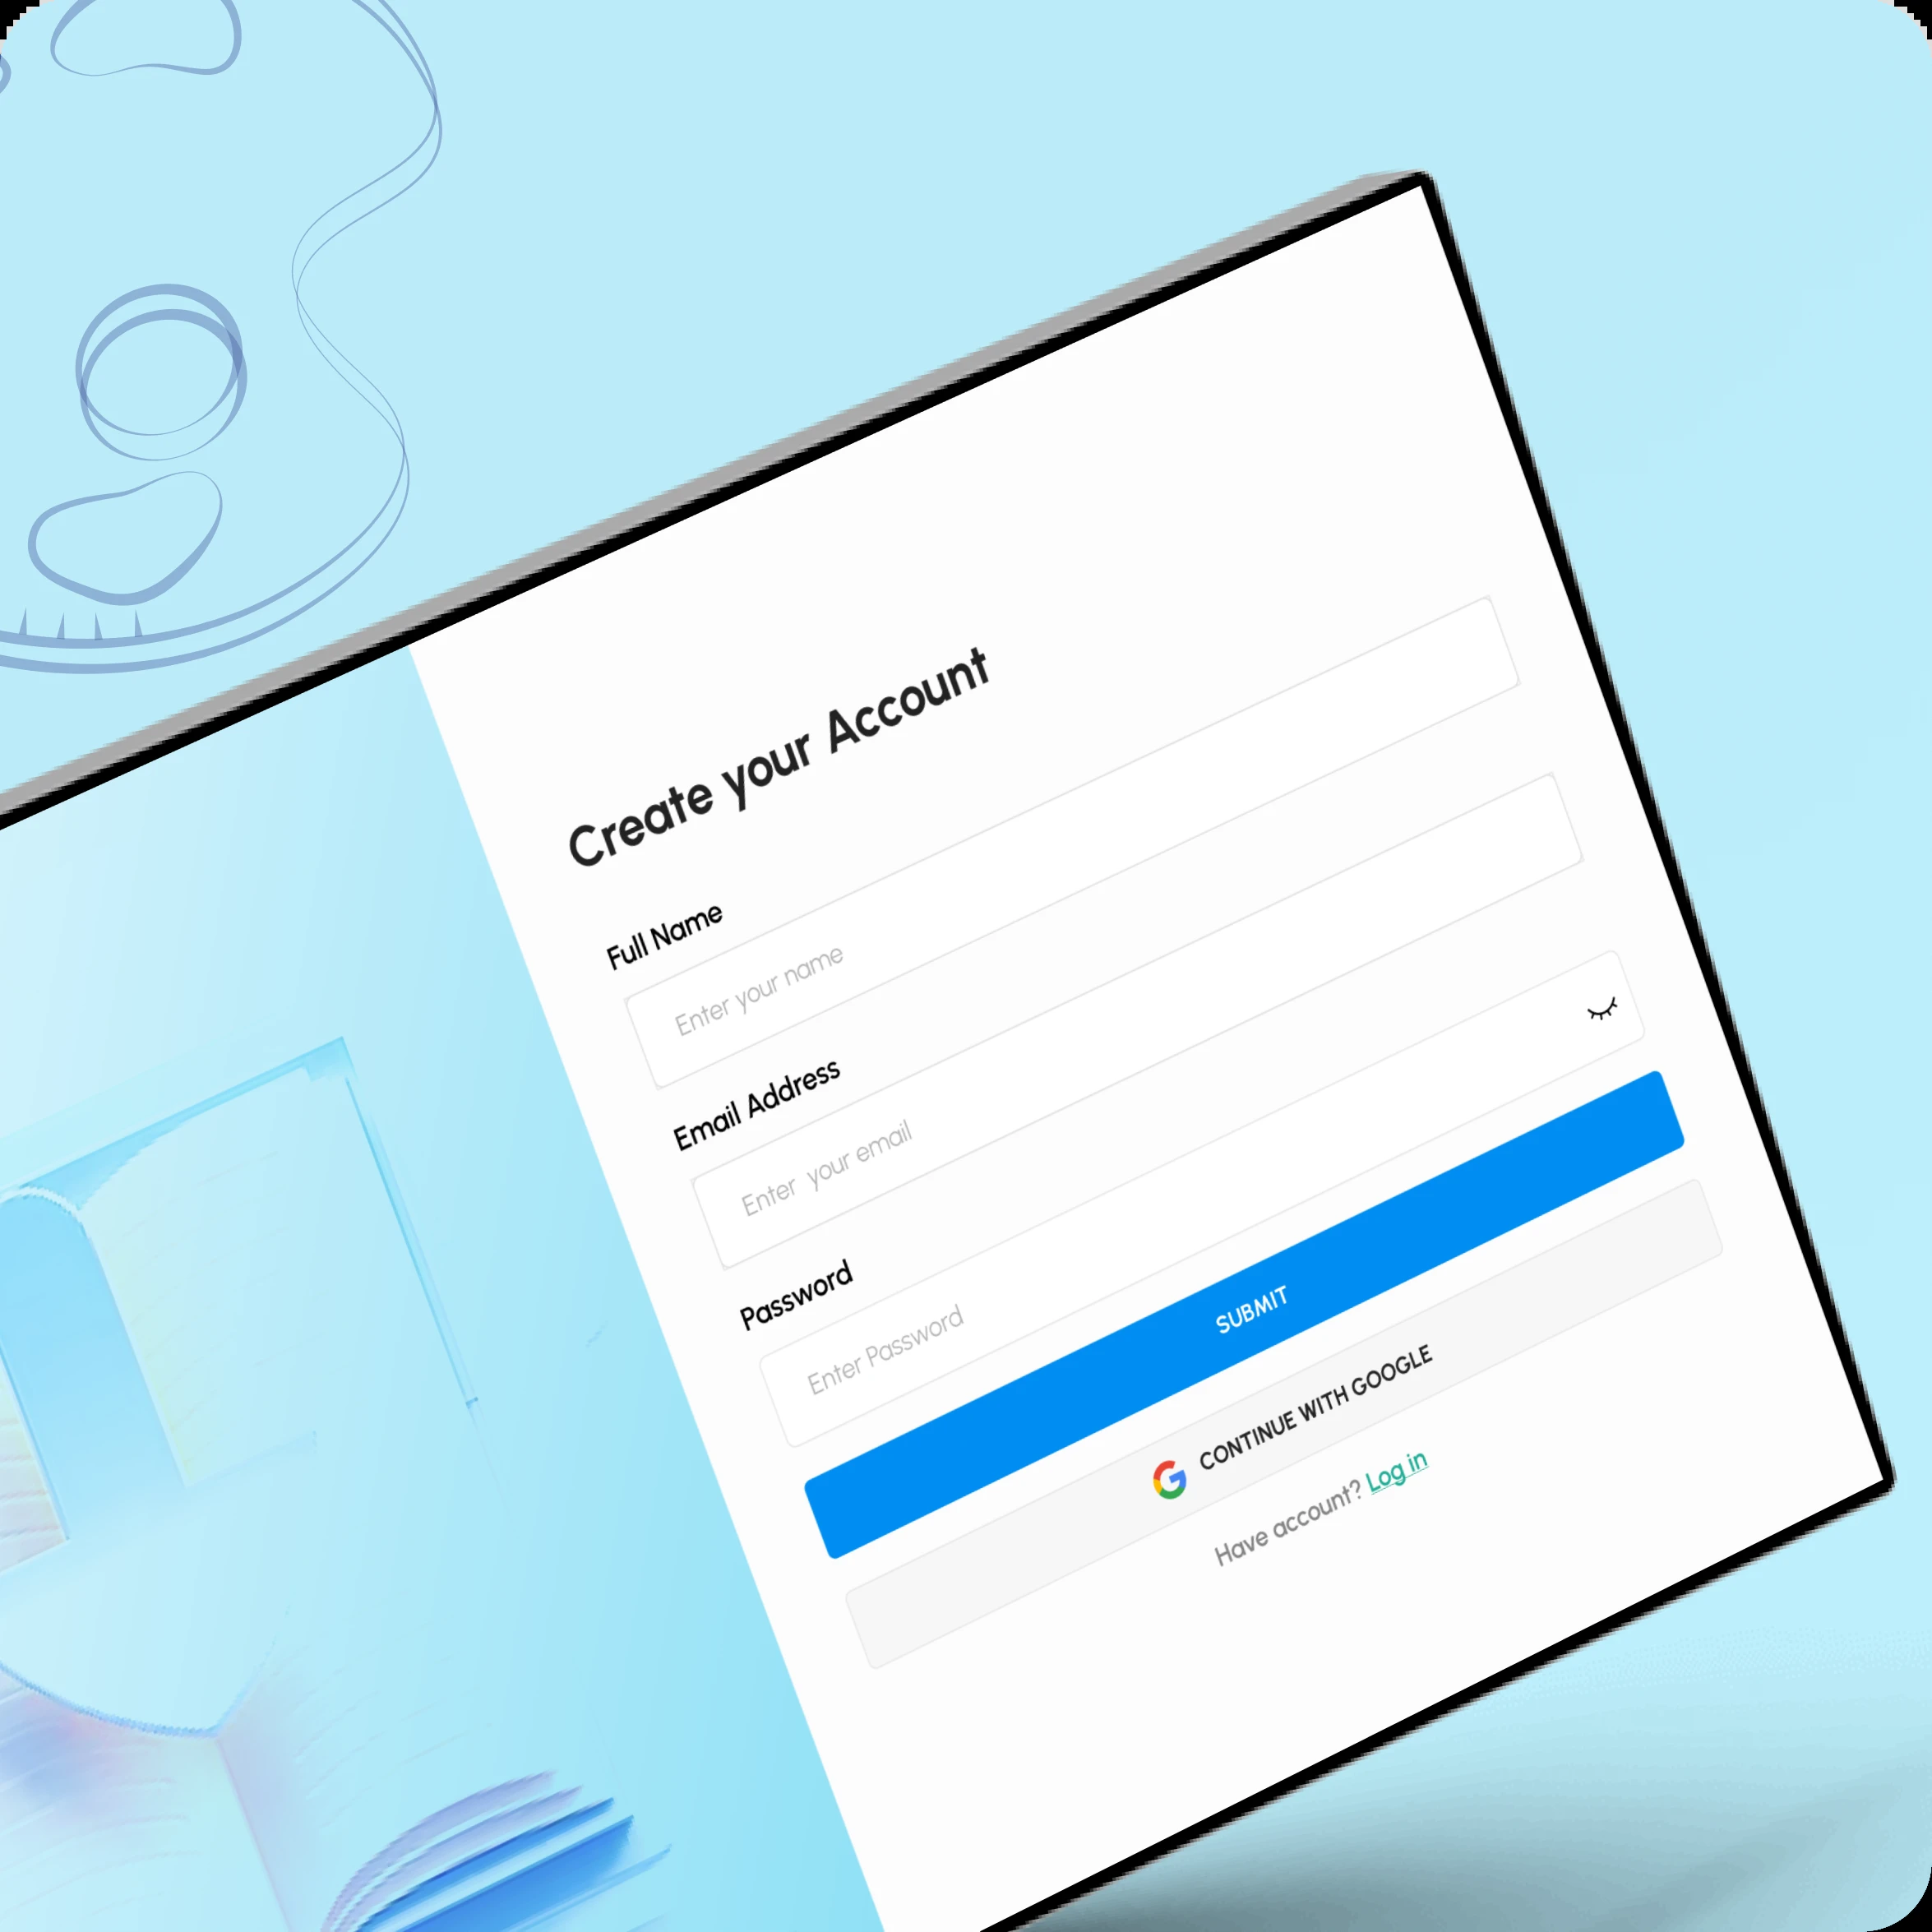 Create your Account
Full Name
Enter your name
Email Address
Enter your email
Password
Enter Password
SUBMIT
CONTINUE WITH GOOGLE
Have account? Log in